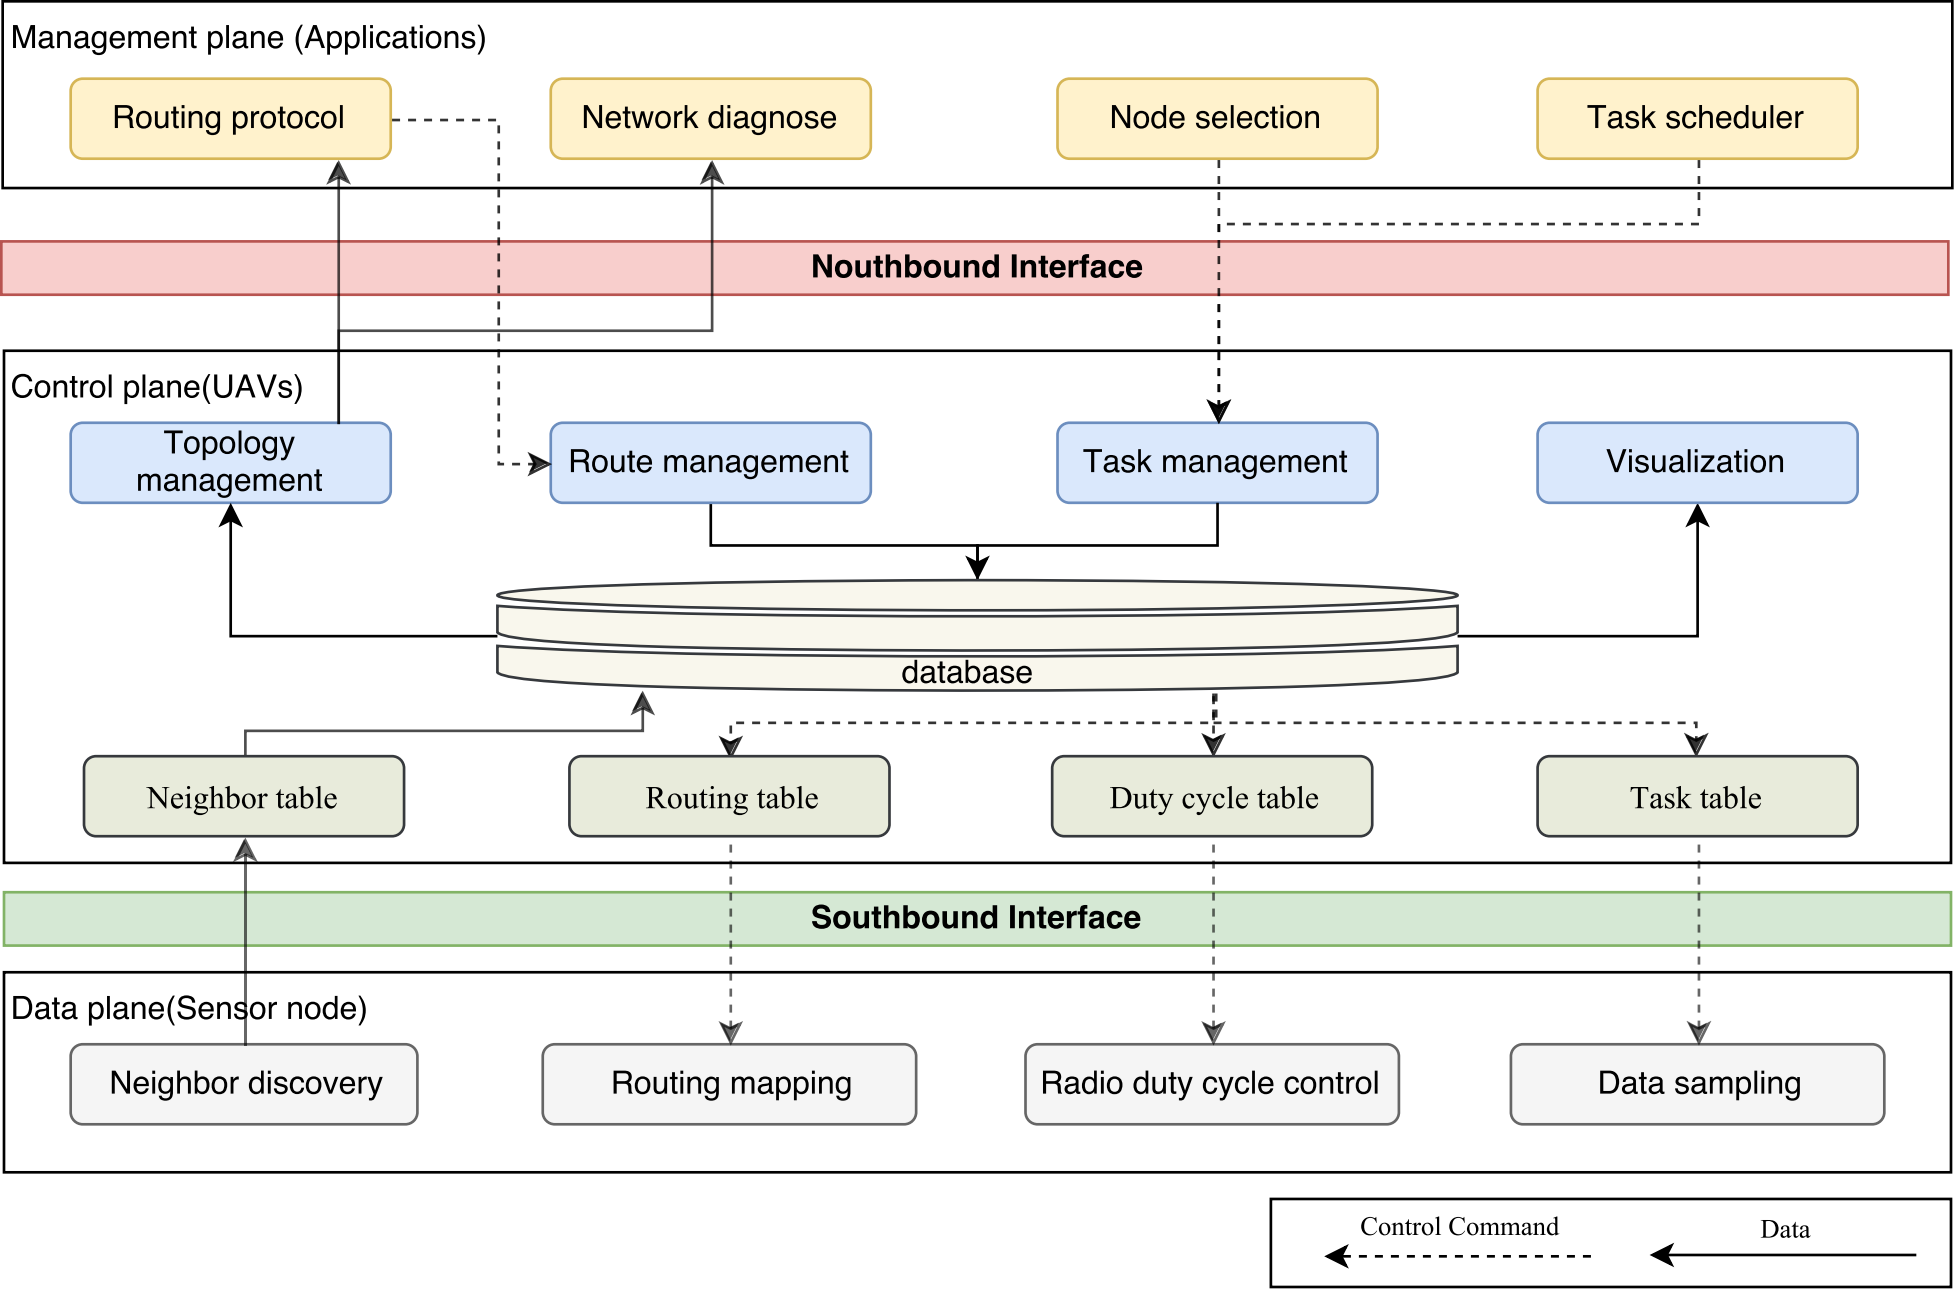 Management plane (Applications)
Routing protocol
Network diagnose
Node selection
Task scheduler
Nouthbound Interface
Control plane(UAVs)
Topology
management
Route management
Task management
Visualization
database
Neighbor table
Routing table
Duty cycle table
Task table
Southbound Interface
Data plane(Sensor node)
Neighbor discovery
Routing mapping
Radio duty cycle control
Data sampling
Control Command
Data